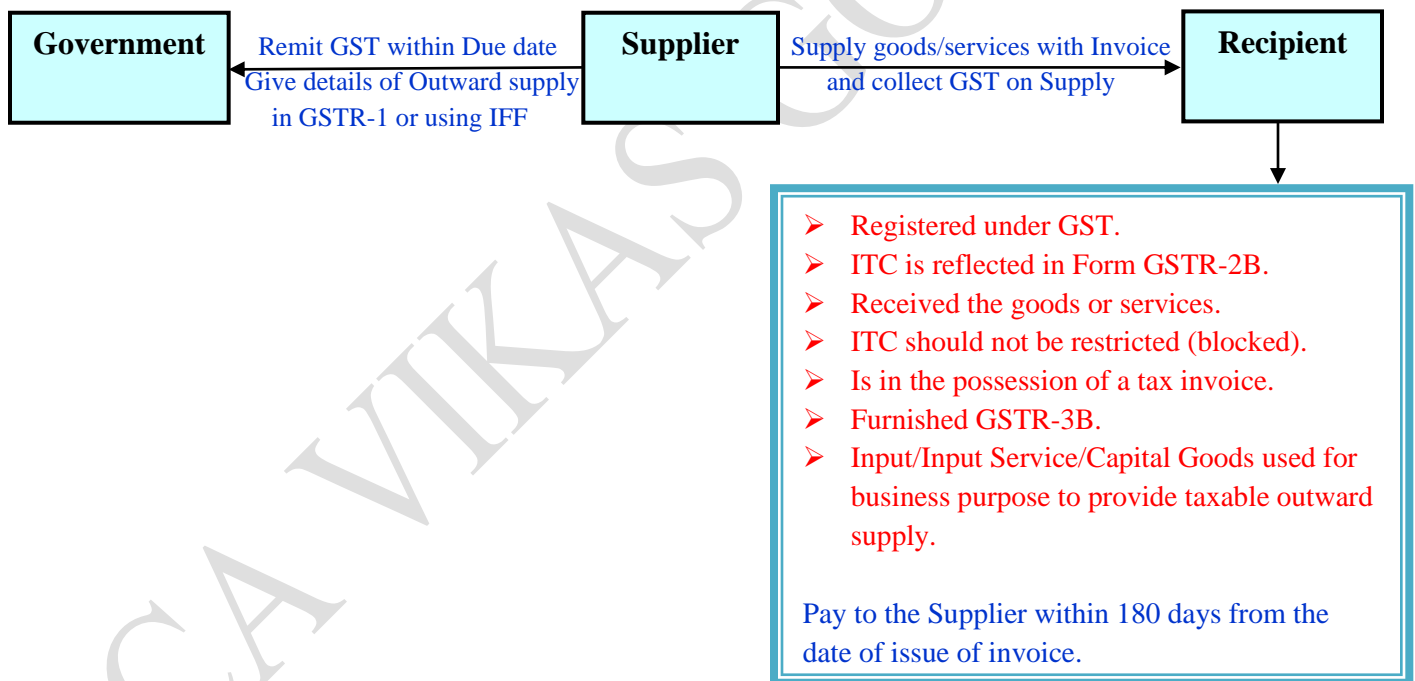 Government
Remit GST within Due date
Give details of Outward supply
in GSTR-1 or using IFF
Supplier
Supply goods/services with Invoice
and collect GST on Supply
Recipient
➢ Registered under GST.
➢ ITC is reflected in Form GSTR-2B.
➢ Received the goods or services.
➢ ITC should not be restricted (blocked).
➢ Is in the possession of a tax invoice.
➢ Furnished GSTR-3B.
➢ Input/Input Service/Capital Goods used for
business purpose to provide taxable outward
supply.
Pay to the Supplier within 180 days from the
date of issue of invoice.
CA VIKAS GO